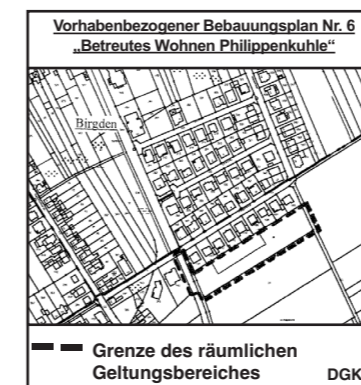 Vorhabenbezogener Bebauungsplan Nr. 6
„Betreutes Wohnen Philippenkuhle“
Birgden
Grenze des räumlichen
Geltungsbereiches DGK